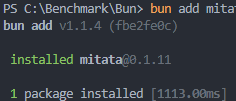 PS C:\Benchmark\Bun> bun add mitat
bun add v1.1.4 (fbe2fe0c)
installed mitata@0.1.11
1 package installed [1113.00ms]